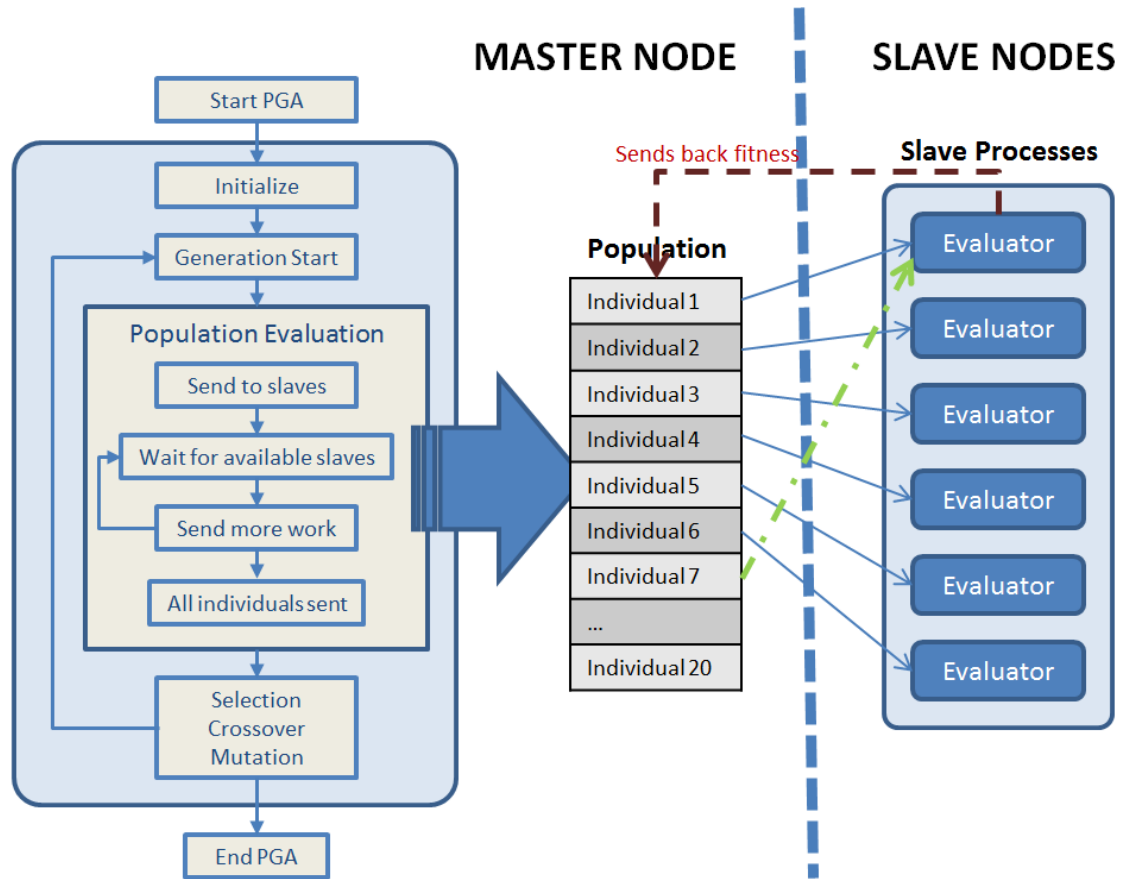 MASTER NODE
SLAVE NODES
Start PGA
Initialize
Generation Start
Population Evaluation
Send to slaves
Wait for available slaves
Send more work
All individuals sent
Selection
Crossover
Mutation
End PGA
Sends back fitness
Population
Individual 1
Individual 2
Individual 3
Individual 4
Individual 5
Individual 6
Individual 7
...
Individual 20
Slave Processes
Evaluator
Evaluator
Evaluator
Evaluator
Evaluator
Evaluator